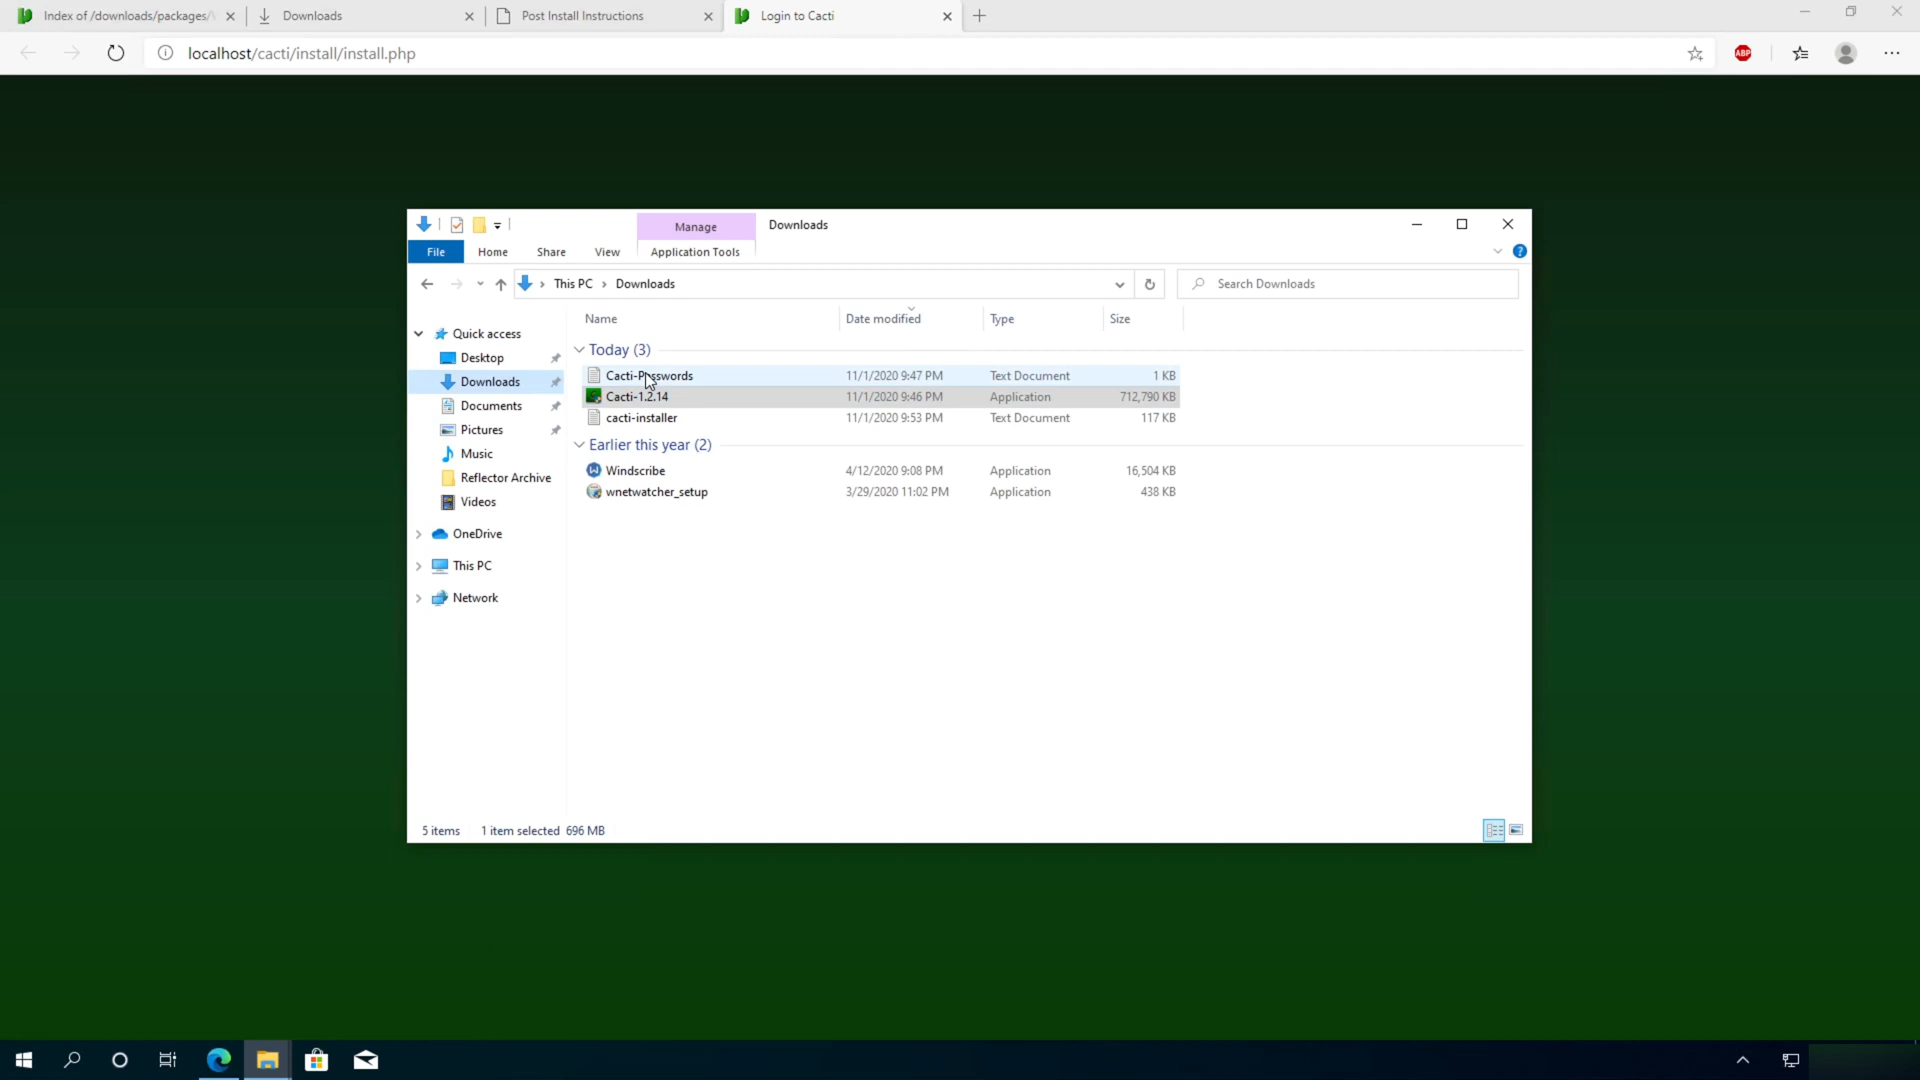 Index of /downloads/packages/
Downloads
Post Install Instructions
Login to Cacti
localhost/cacti/install/install.php
ABP
Manage
Downloads
File
Home
Share
View
Application Tools
This PC
Downloads
Search Downloads
Name
Date modified
Type
Size
Quick access
Desktop
Downloads
Documents
Pictures
Music
Reflector Archive
Videos
OneDrive
This PC
Network
Today (3)
Cacti-Passwords 11/1/2020 9:47 PM Text Document 1 KB
Cacti-1.2.14 11/1/2020 9:46 PM Application 712,790 KB
cacti-installer 11/1/2020 9:53 PM Text Document 117 KB
Earlier this year (2)
Windscribe 4/12/2020 9:08 PM Application 16,504 KB
wnetwatcher_setup 3/29/2020 11:02 PM Application 438 KB
5 items 1 item selected 696 MB